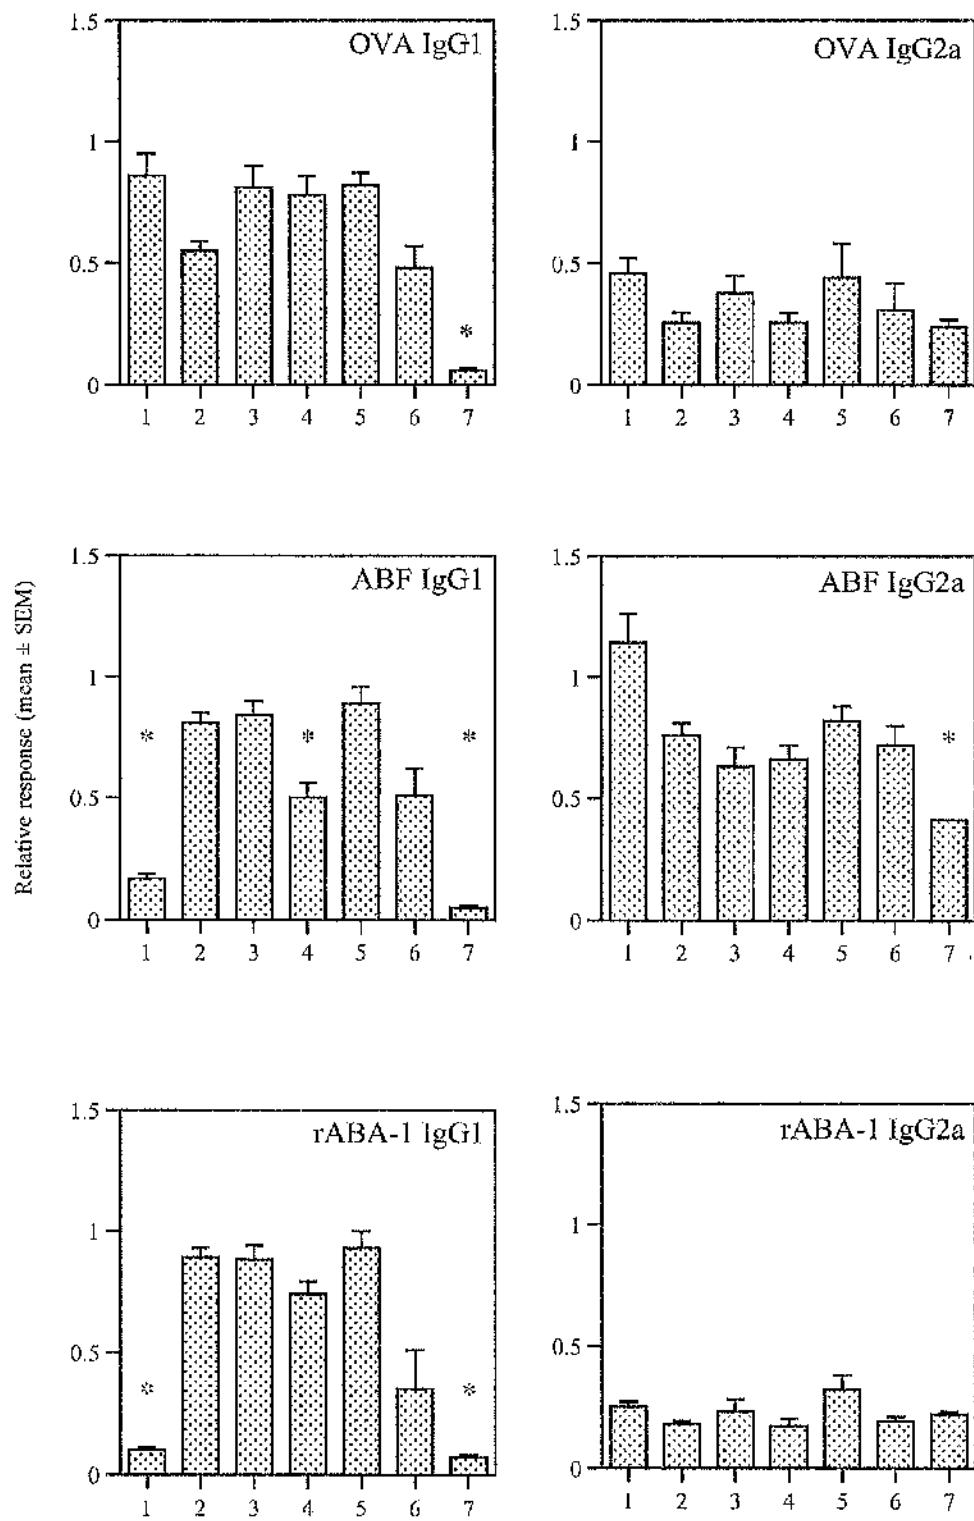 Relative response (mean ± SEM)
OVA IgG1
1.5
1
0.5
0
*
1 2 3 4 5 6 7
OVA IgG2a
1.5
1
0.5
0
1 2 3 4 5 6 7
ABF IgG1
1.5
1
0.5
0
* * *
1 2 3 4 5 6 7
ABF IgG2a
1.5
1
0.5
0
*
1 2 3 4 5 6 7
rABA-1 IgG1
1.5
1
0.5
0
* *
1 2 3 4 5 6 7
rABA-1 IgG2a
1.5
1
0.5
0
1 2 3 4 5 6 7